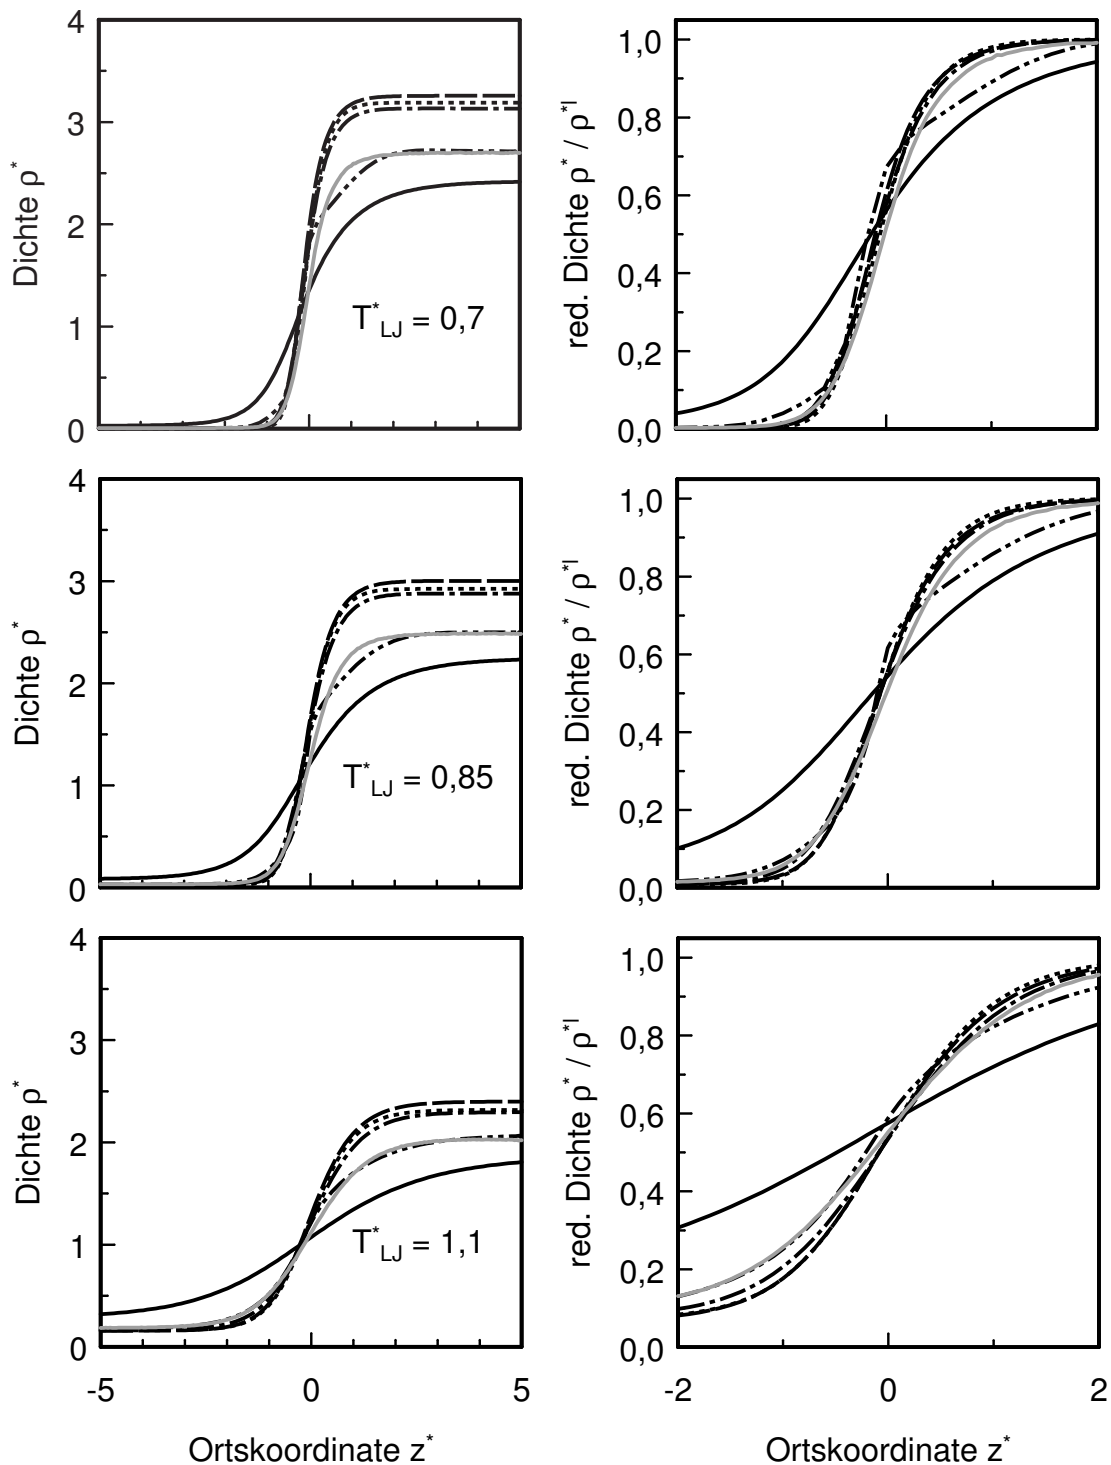 4
3
2
1
0
Dichte ρ*
T*LJ = 0,7
1,0
0,8
0,6
0,4
0,2
0,0
red. Dichte ρ* / ρ*l
4
3
2
1
0
Dichte ρ*
T*LJ = 0,85
1,0
0,8
0,6
0,4
0,2
0,0
red. Dichte ρ* / ρ*l
4
3
2
1
0
Dichte ρ*
T*LJ = 1,1
-5 0 5
Ortskoordinate z*
1,0
0,8
0,6
0,4
0,2
0,0
red. Dichte ρ* / ρ*l
-2 0 2
Ortskoordinate z*